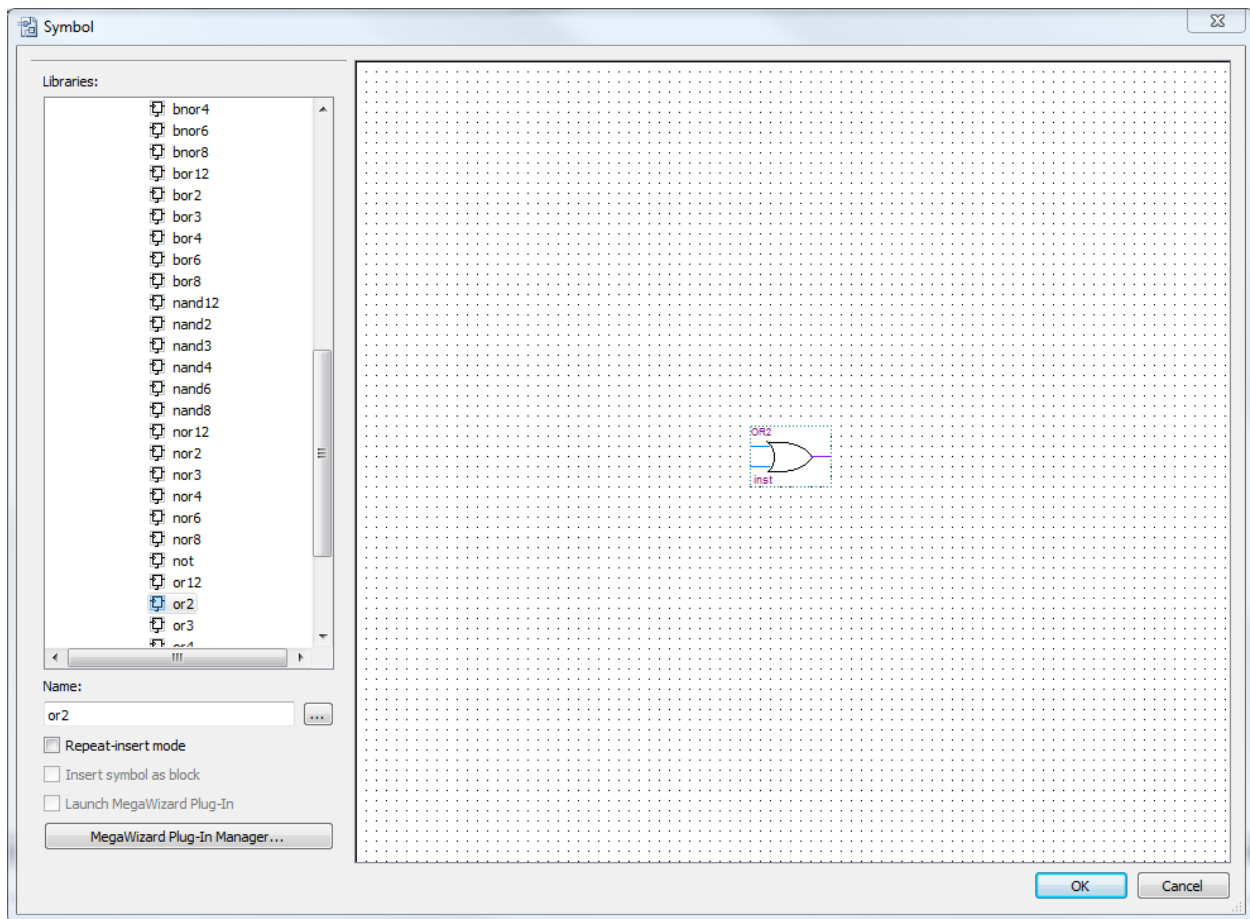 Symbol
Libraries:
bnor4
bnor6
bnor8
bor12
bor2
bor3
bor4
bor6
bor8
nand12
nand2
nand3
nand4
nand6
nand8
nor12
nor2
nor3
nor4
nor6
nor8
not
or12
or2
or3
or4
Name:
or2
...
Repeat-insert mode
Insert symbol as block
Launch MegaWizard Plug-In
MegaWizard Plug-In Manager...
OR2
inst
OK
Cancel